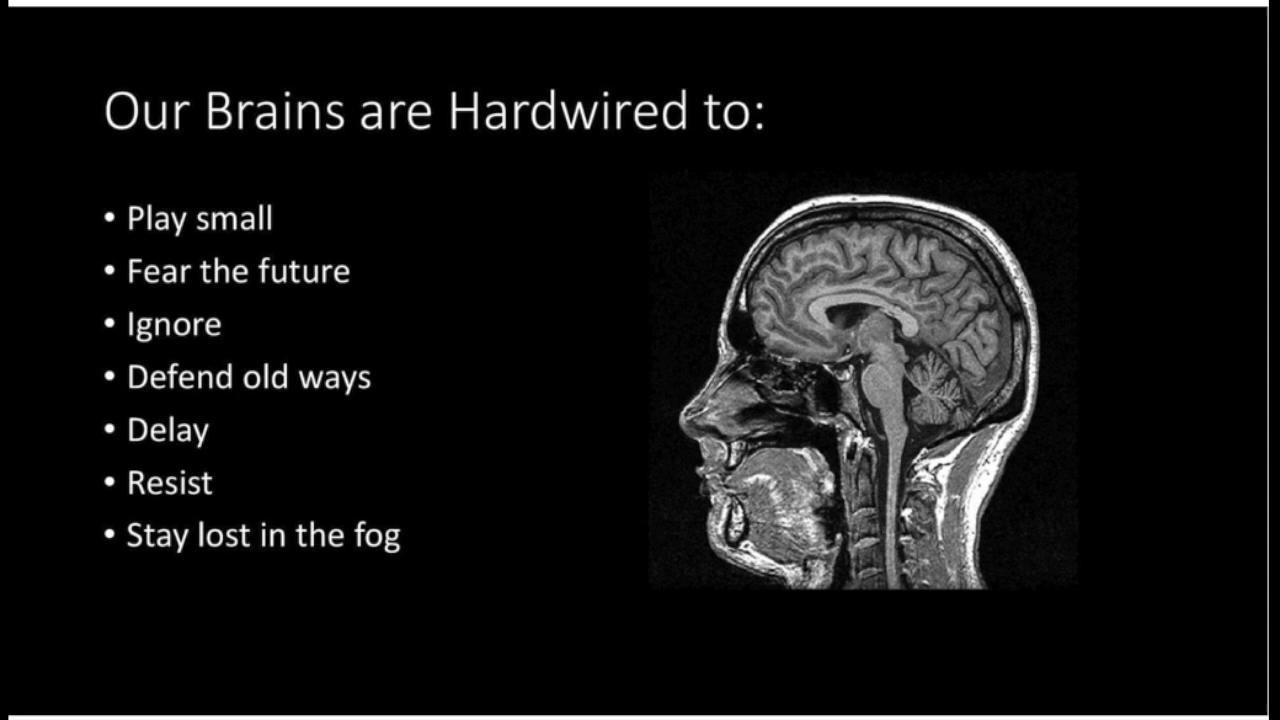 Our Brains are Hardwired to:
• Play small
• Fear the future
• Ignore
• Defend old ways
• Delay
• Resist
• Stay lost in the fog